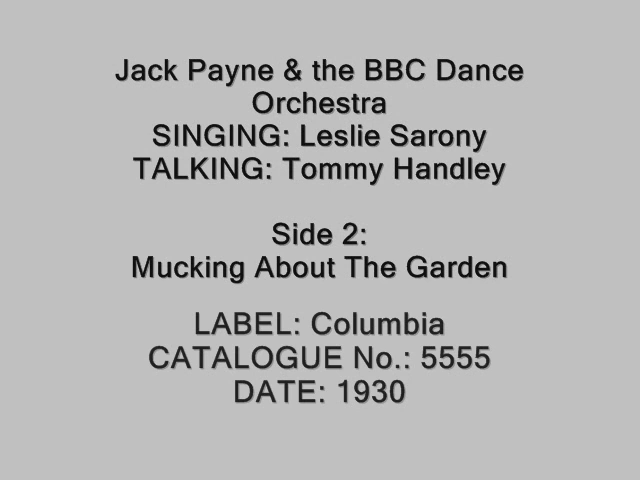 Jack Payne & the BBC Dance
Orchestra
SINGING: Leslie Sarony
TALKING: Tommy Handley
Side 2:
Mucking About The Garden
LABEL: Columbia
CATALOGUE No.: 5555
DATE: 1930